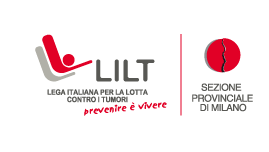 LILT
LEGA ITALIANA PER LA LOTTA
CONTRO I TUMORI
prevenire è vivere
SEZIONE
PROVINCIALE
DI MILANO